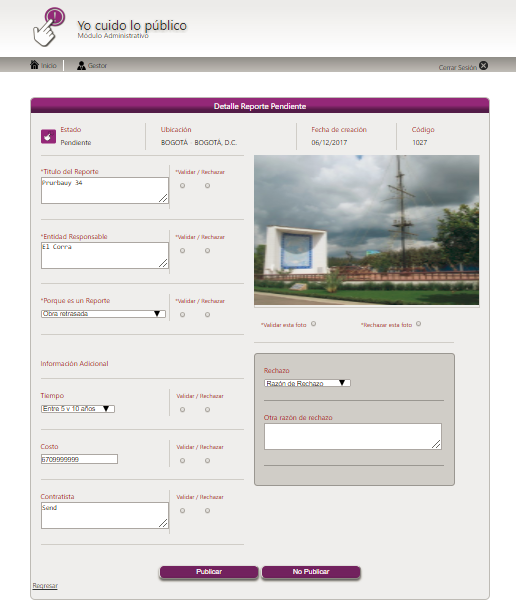 Yo cuido lo público
Módulo Administrativo
Inicio
Gestor
Cerrar Sesión
Detalle Reporte Pendiente
Estado
Pendiente
Ubicación
BOGOTÁ - BOGOTÁ, D.C.
Fecha de creación
06/12/2017
Código
1027
*Título del Reporte
*Validar / Rechazar
Prurbauy 34
*Entidad Responsable
*Validar / Rechazar
El Corra
*Porque es un Reporte
*Validar / Rechazar
Obra retrasada
*Validar esta foto
*Rechazar esta foto
Información Adicional
Tiempo
Validar / Rechazar
Entre 5 y 10 años
Costo
Validar / Rechazar
6709999999
Contratista
Validar / Rechazar
Send
Rechazo
Razón de Rechazo
Otra razón de rechazo
Publicar
No Publicar
Regresar